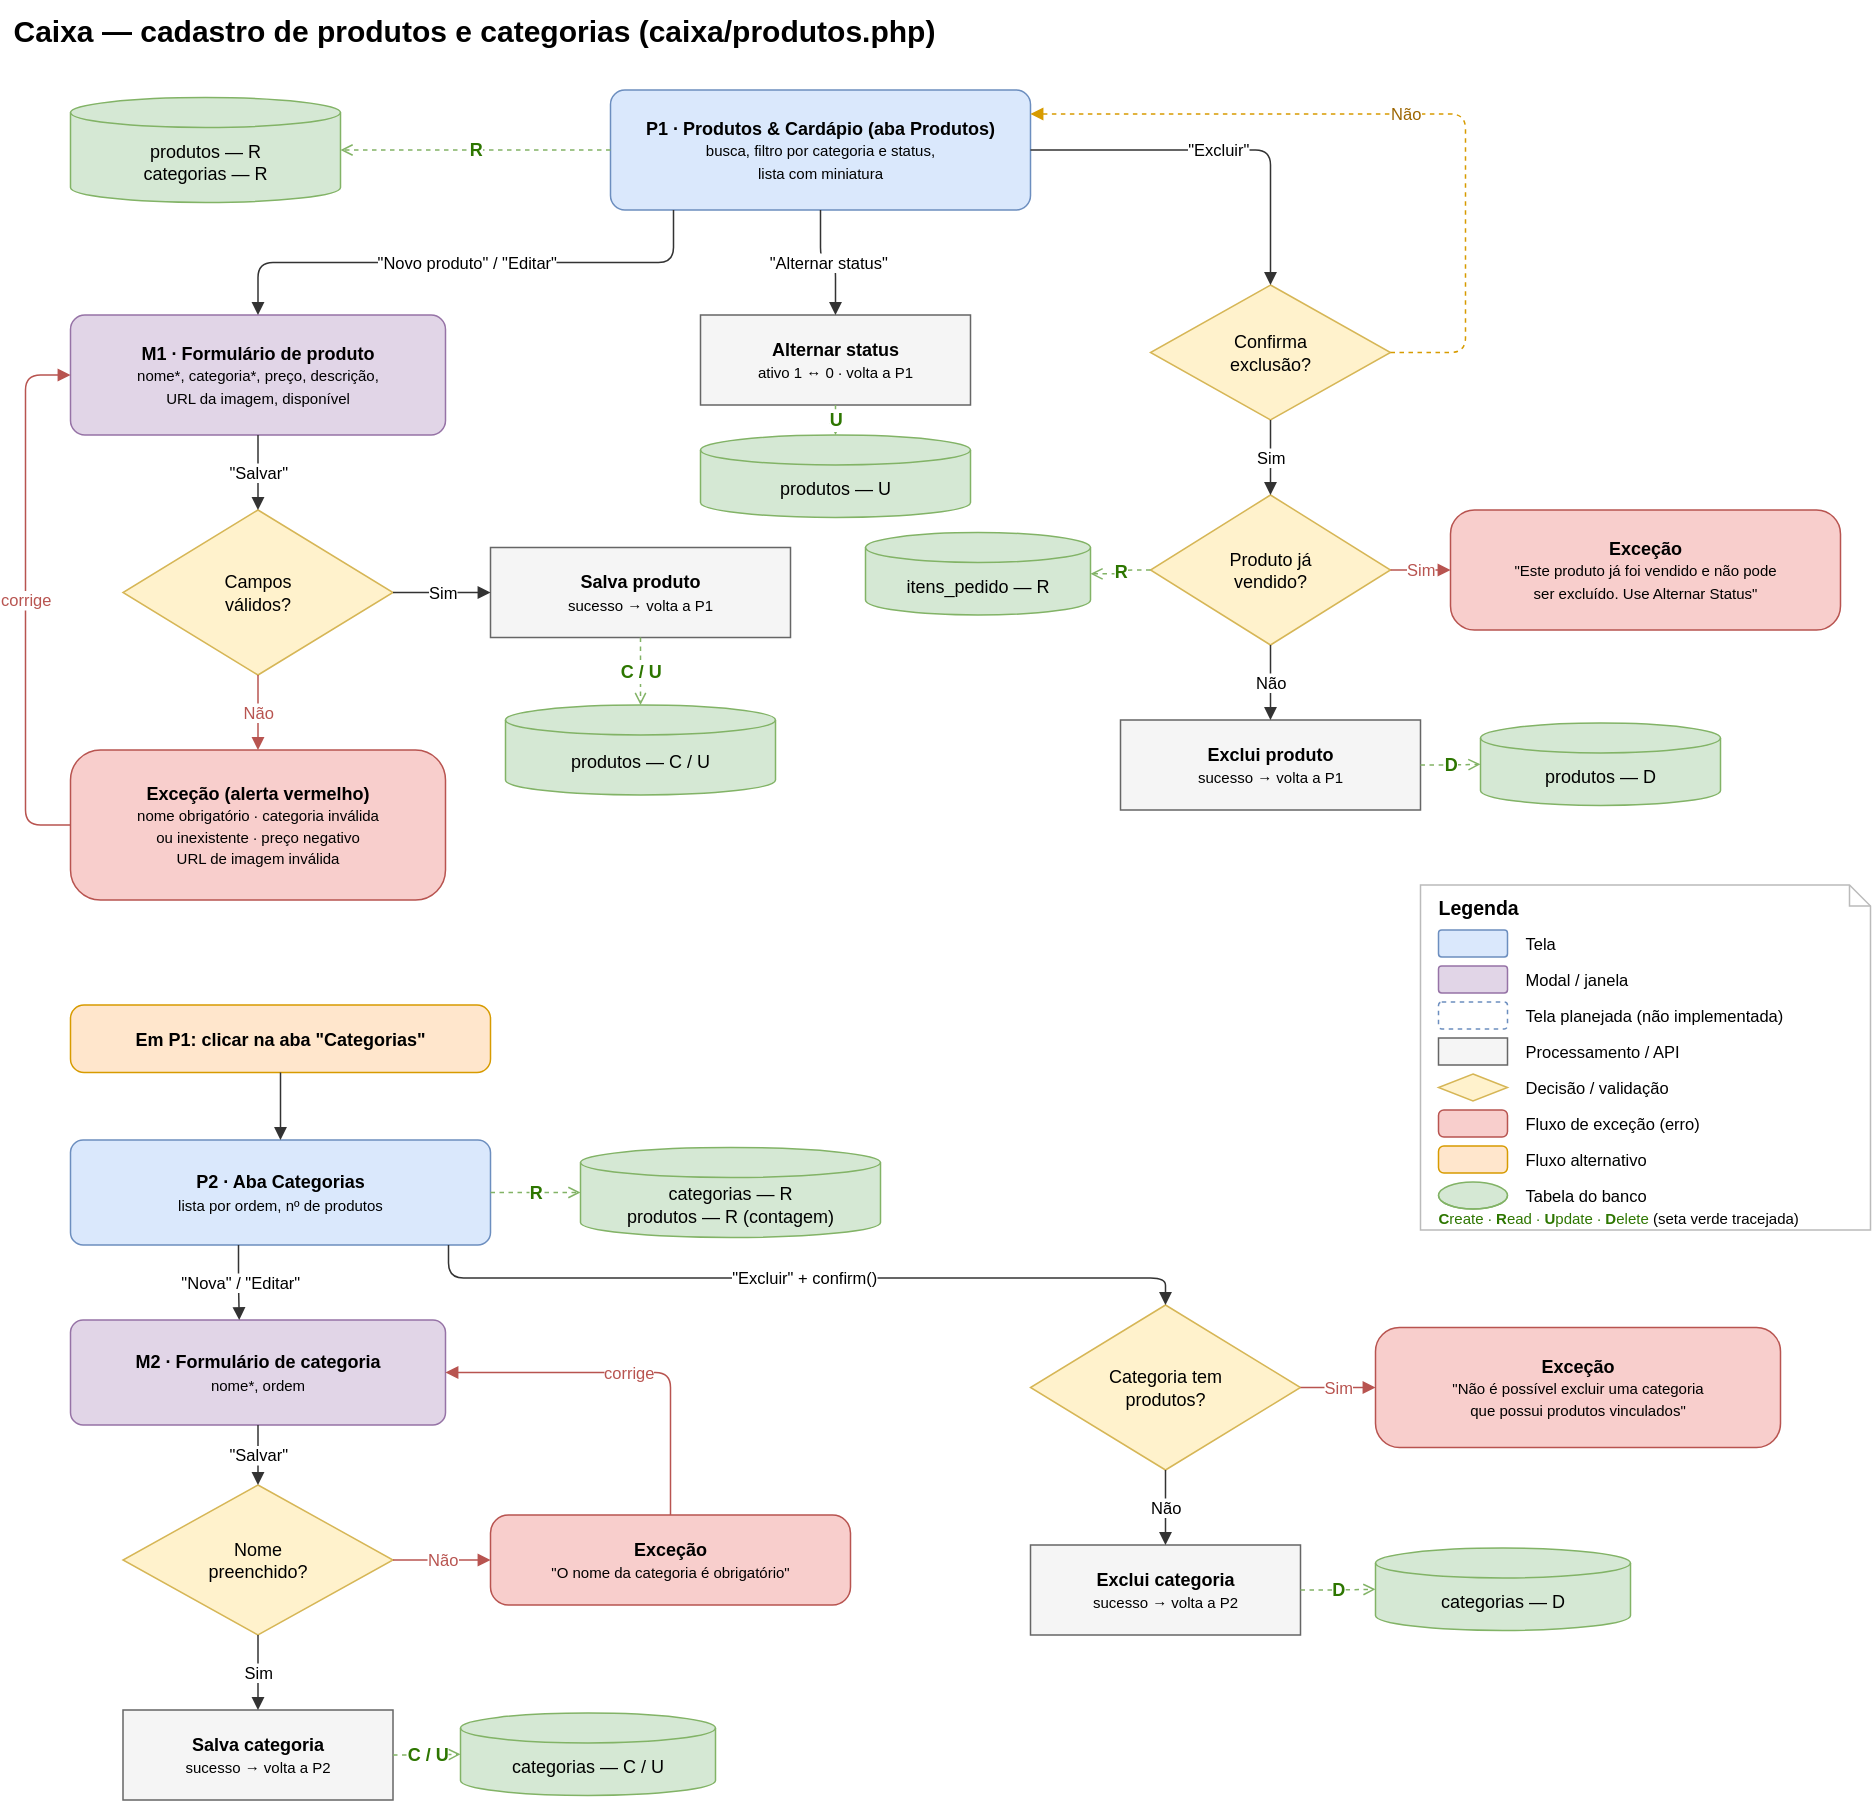 Caixa — cadastro de produtos e categorias (caixa/produtos.php)
produtos — R
categorias — R
R
P1 · Produtos & Cardápio (aba Produtos)
busca, filtro por categoria e status,
lista com miniatura
Não
"Excluir"
"Novo produto" / "Editar"
"Alternar status"
M1 · Formulário de produto
nome*, categoria*, preço, descrição,
URL da imagem, disponível
Alternar status
ativo 1 ↔ 0 · volta a P1
Confirma
exclusão?
U
produtos — U
"Salvar"
Sim
Campos
válidos?
Sim
Salva produto
sucesso → volta a P1
itens_pedido — R
R
Produto já
vendido?
Sim
Exceção
"Este produto já foi vendido e não pode
ser excluído. Use Alternar Status"
corrige
C / U
produtos — C / U
Não
Não
Exclui produto
sucesso → volta a P1
D
produtos — D
Exceção (alerta vermelho)
nome obrigatório · categoria inválida
ou inexistente · preço negativo
URL de imagem inválida
Legenda
Tela
Modal / janela
Tela planejada (não implementada)
Processamento / API
Decisão / validação
Fluxo de exceção (erro)
Fluxo alternativo
Tabela do banco
Create · Read · Update · Delete (seta verde tracejada)
Em P1: clicar na aba "Categorias"
P2 · Aba Categorias
lista por ordem, nº de produtos
R
categorias — R
produtos — R (contagem)
"Nova" / "Editar"
"Excluir" + confirm()
M2 · Formulário de categoria
nome*, ordem
corrige
Categoria tem
produtos?
Sim
Exceção
"Não é possível excluir uma categoria
que possui produtos vinculados"
"Salvar"
Nome
preenchido?
Não
Exceção
"O nome da categoria é obrigatório"
Não
Exclui categoria
sucesso → volta a P2
D
categorias — D
Sim
Salva categoria
sucesso → volta a P2
C / U
categorias — C / U